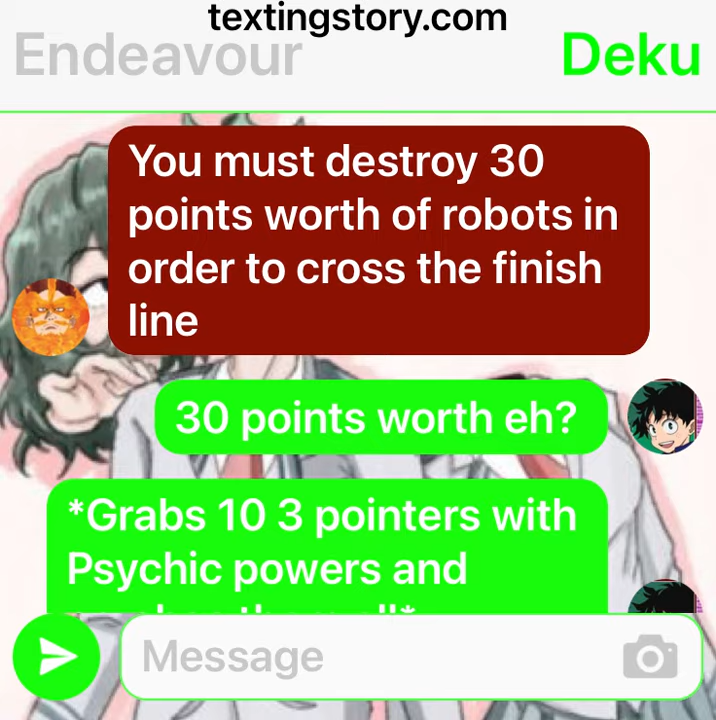 textingstory.com
Endeavour
Deku
You must destroy 30
points worth of robots in
order to cross the finish
line
30 points worth eh?
*Grabs 10 3 pointers with
Psychic powers and
Message